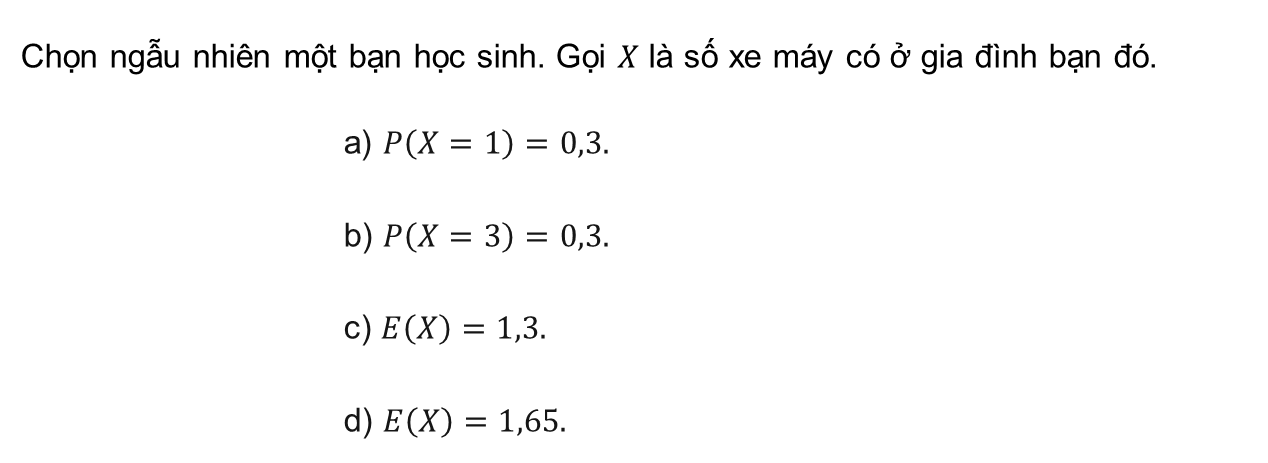 Chọn ngẫu nhiên một bạn học sinh. Gọi X là số xe máy có ở gia đình bạn đó.
a) P(X = 1) = 0,3.
b) P(X = 3) = 0,3.
c) E(X) = 1,3.
d) E(X) = 1,65.